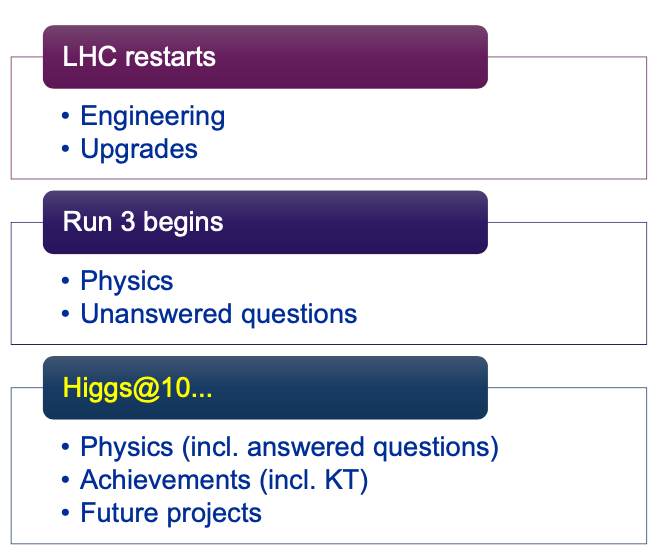 LHC restarts
• Engineering
• Upgrades
Run 3 begins
• Physics
• Unanswered questions
Higgs@10...
• Physics (incl. answered questions)
• Achievements (incl. KT)
• Future projects